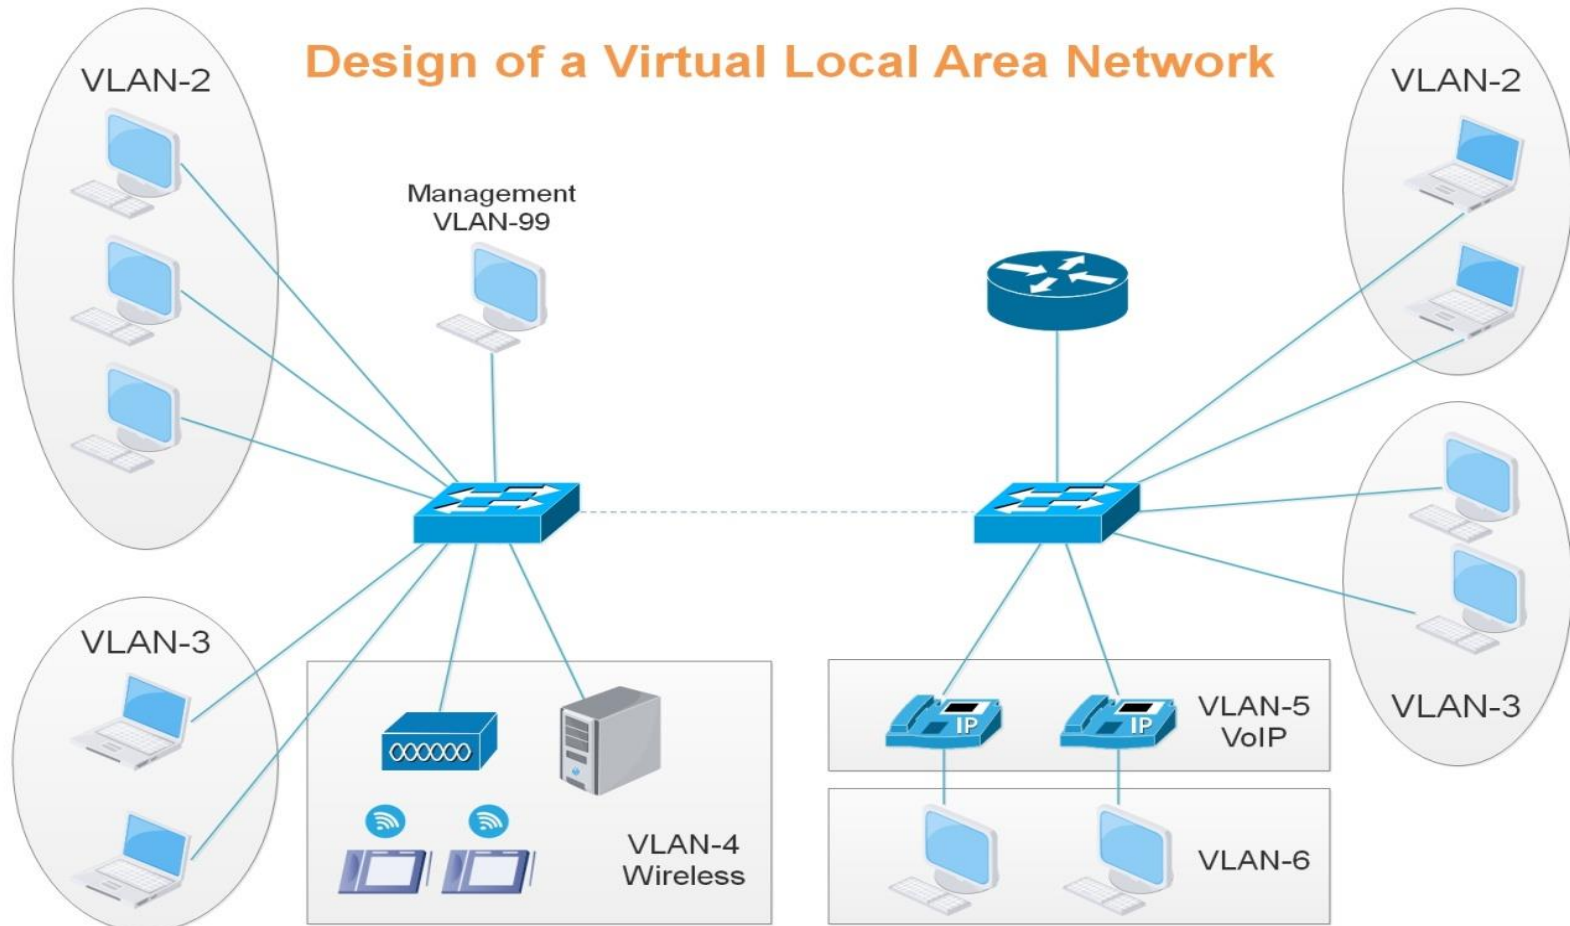 Design of a Virtual Local Area Network
VLAN-2
VLAN-2
Management
VLAN-99
VLAN-3
VLAN-3
IP
IP
VLAN-5
VoIP
VLAN-4
Wireless
VLAN-6